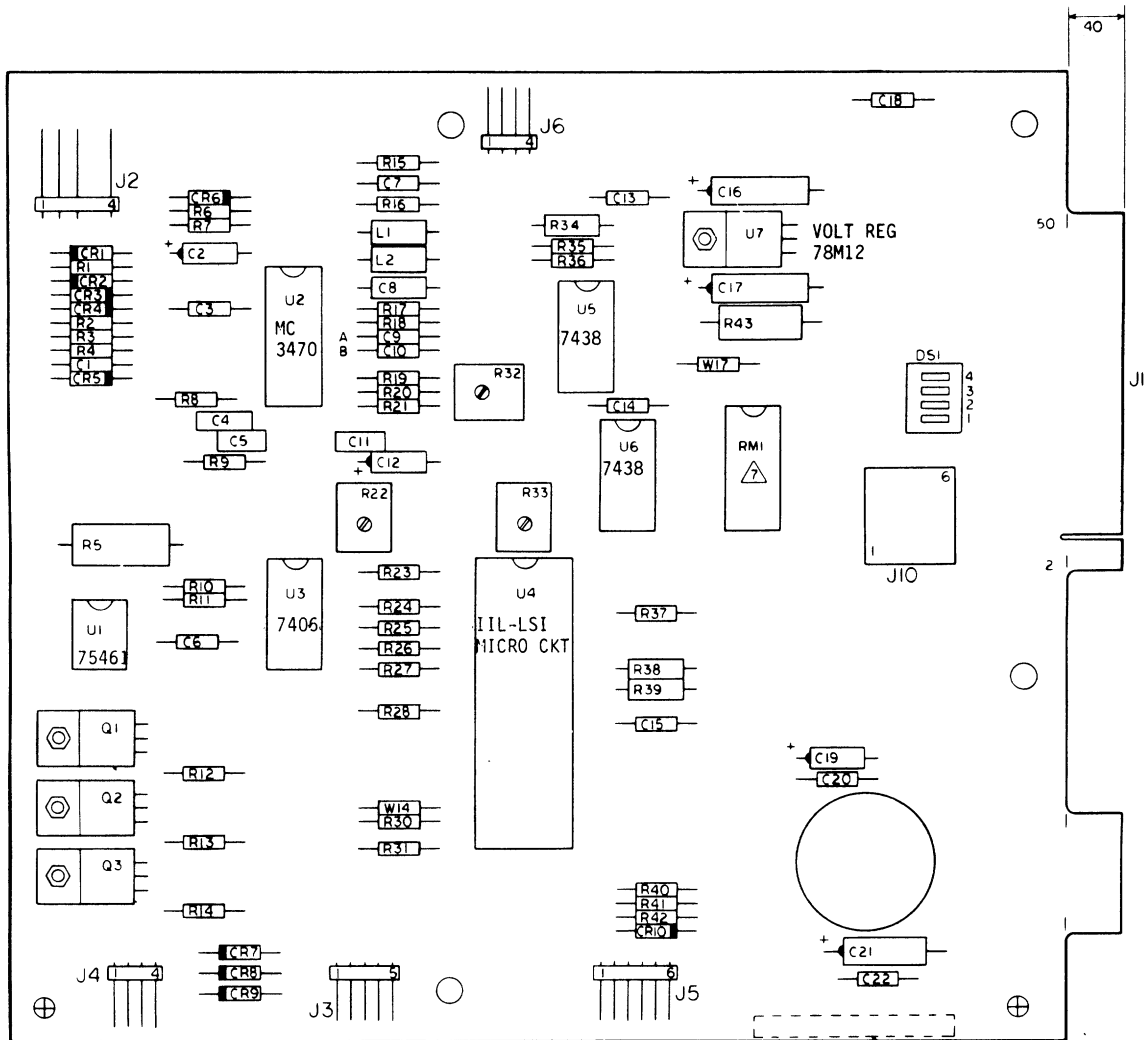 40
C18
J6
1 4
J2
1 4
R15
C7
R16
CR6
R6
R7
+
C2
L1
L2
C8
C13
R34
R35
R36
+
C16
U7
VOLT REG
78M12
50
CR1
R1
CR2
CR3
CR4
R2
R3
R4
C1
CR5
C3
U2
MC
3470
A
B
R17
R18
C9
C10
R19
R20
R21
U5
7438
+
C17
R43
W17
DS1
4
3
2
1
J1
R32
R8
C4
C5
R9
C11
C12
+
C14
U6
7438
RM1
7
R22
R33
6
1
J10
2
R5
R10
R11
U1
75461
C6
U3
7406
R23
R24
R25
R26
R27
R28
U4
IIL-LSI
MICRO CKT
R37
R38
R39
C15
Q1
Q2
Q3
R12
R13
R14
W14
R30
R31
+
C19
C20
R40
R41
R42
CR10
+
C21
C22
CR7
CR8
CR9
J4
1 4
J3
1 5
1 6
J5